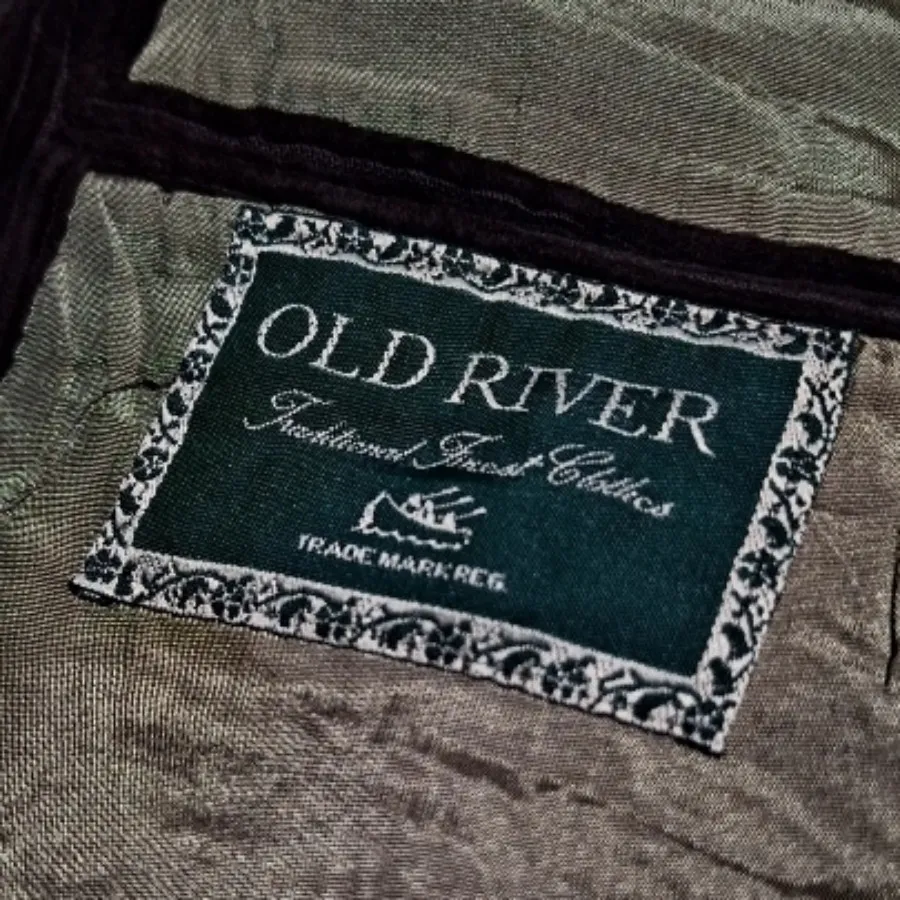 OLD RIVER
Traditional Finest Clothes
TRADE MARK REG.